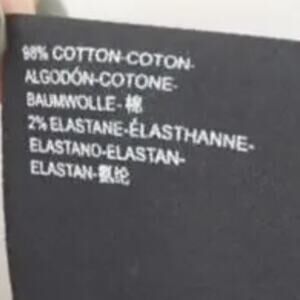 98% COTTON-COTON-
ALGODÓN-COTONE-
BAUMWOLLE-棉
2% ELASTANE-ÉLASTHANNE-
ELASTANO-ELASTAN-
ELASTAN-氨纶